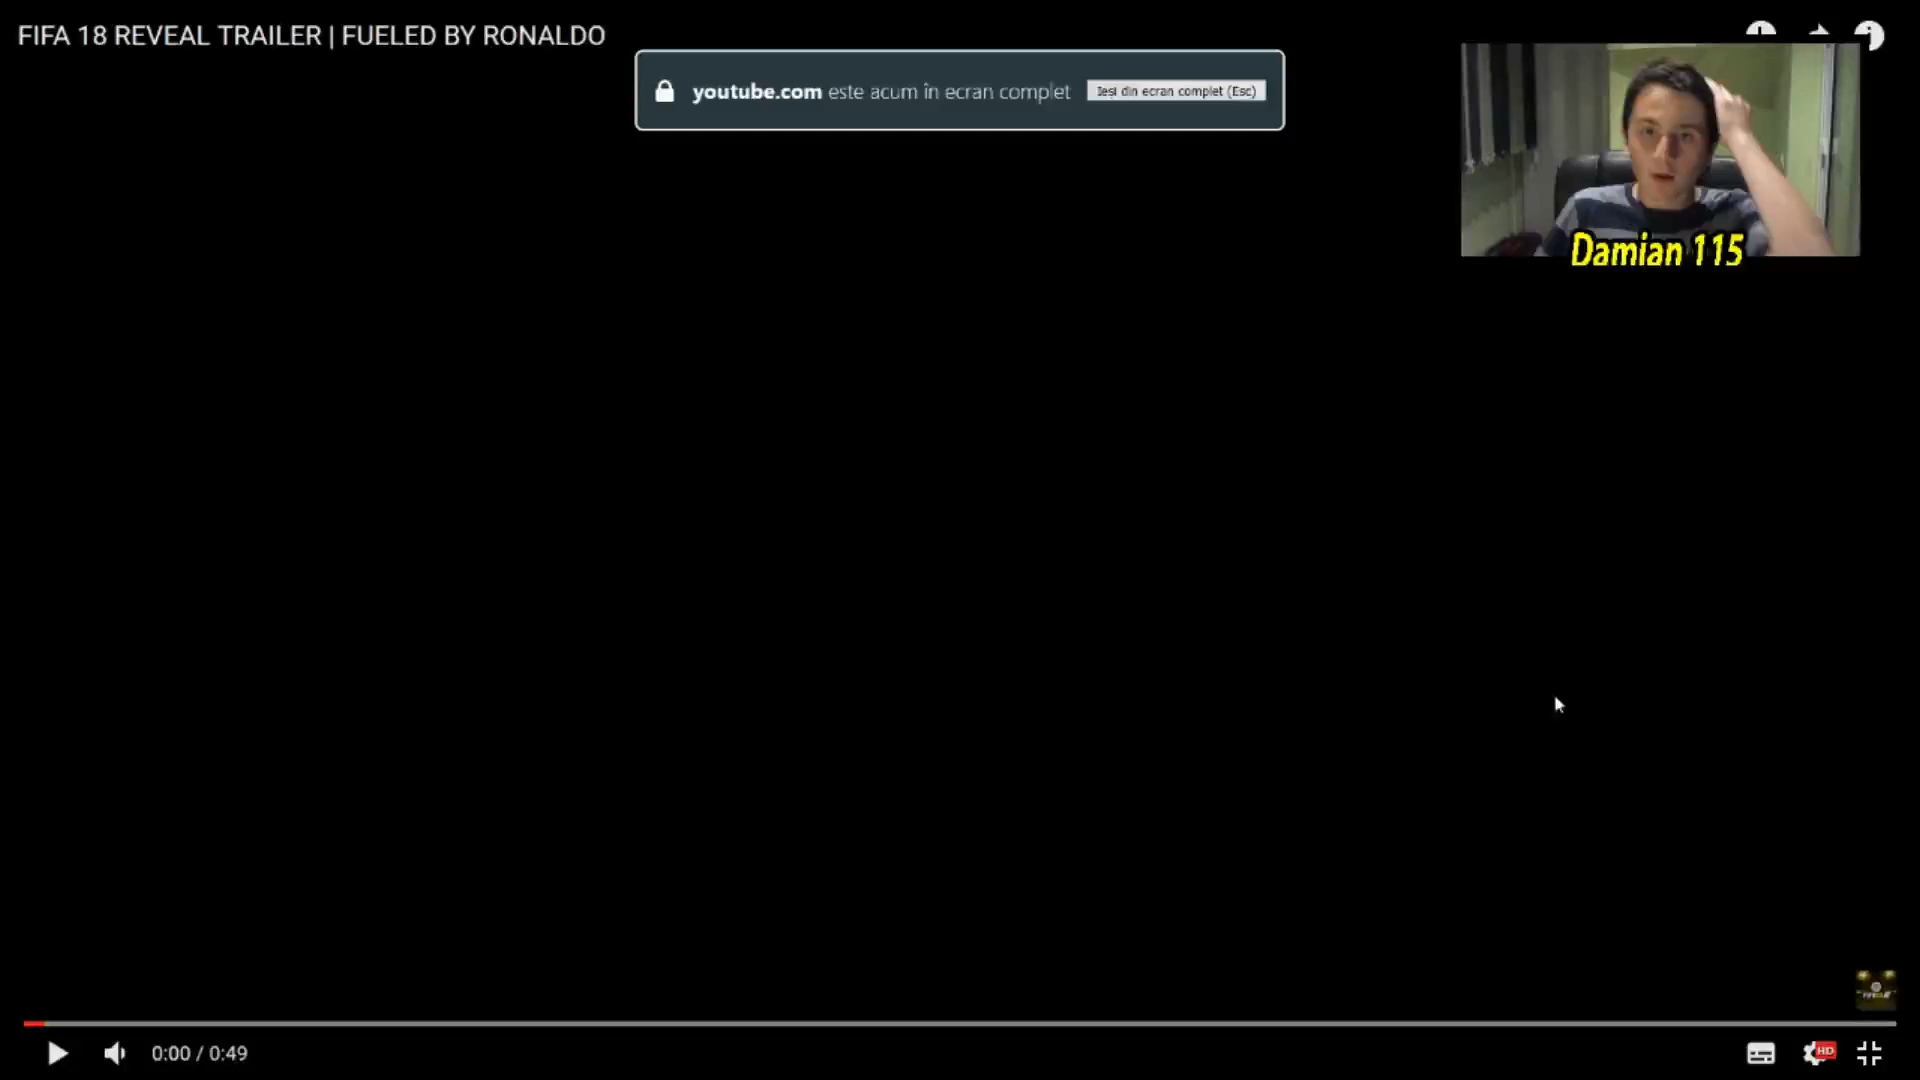 FIFA 18 REVEAL TRAILER | FUELED BY RONALDO
youtube.com este acum în ecran complet
Ieși din ecran complet (Esc)
Damian 115
0:00 / 0:49
HD